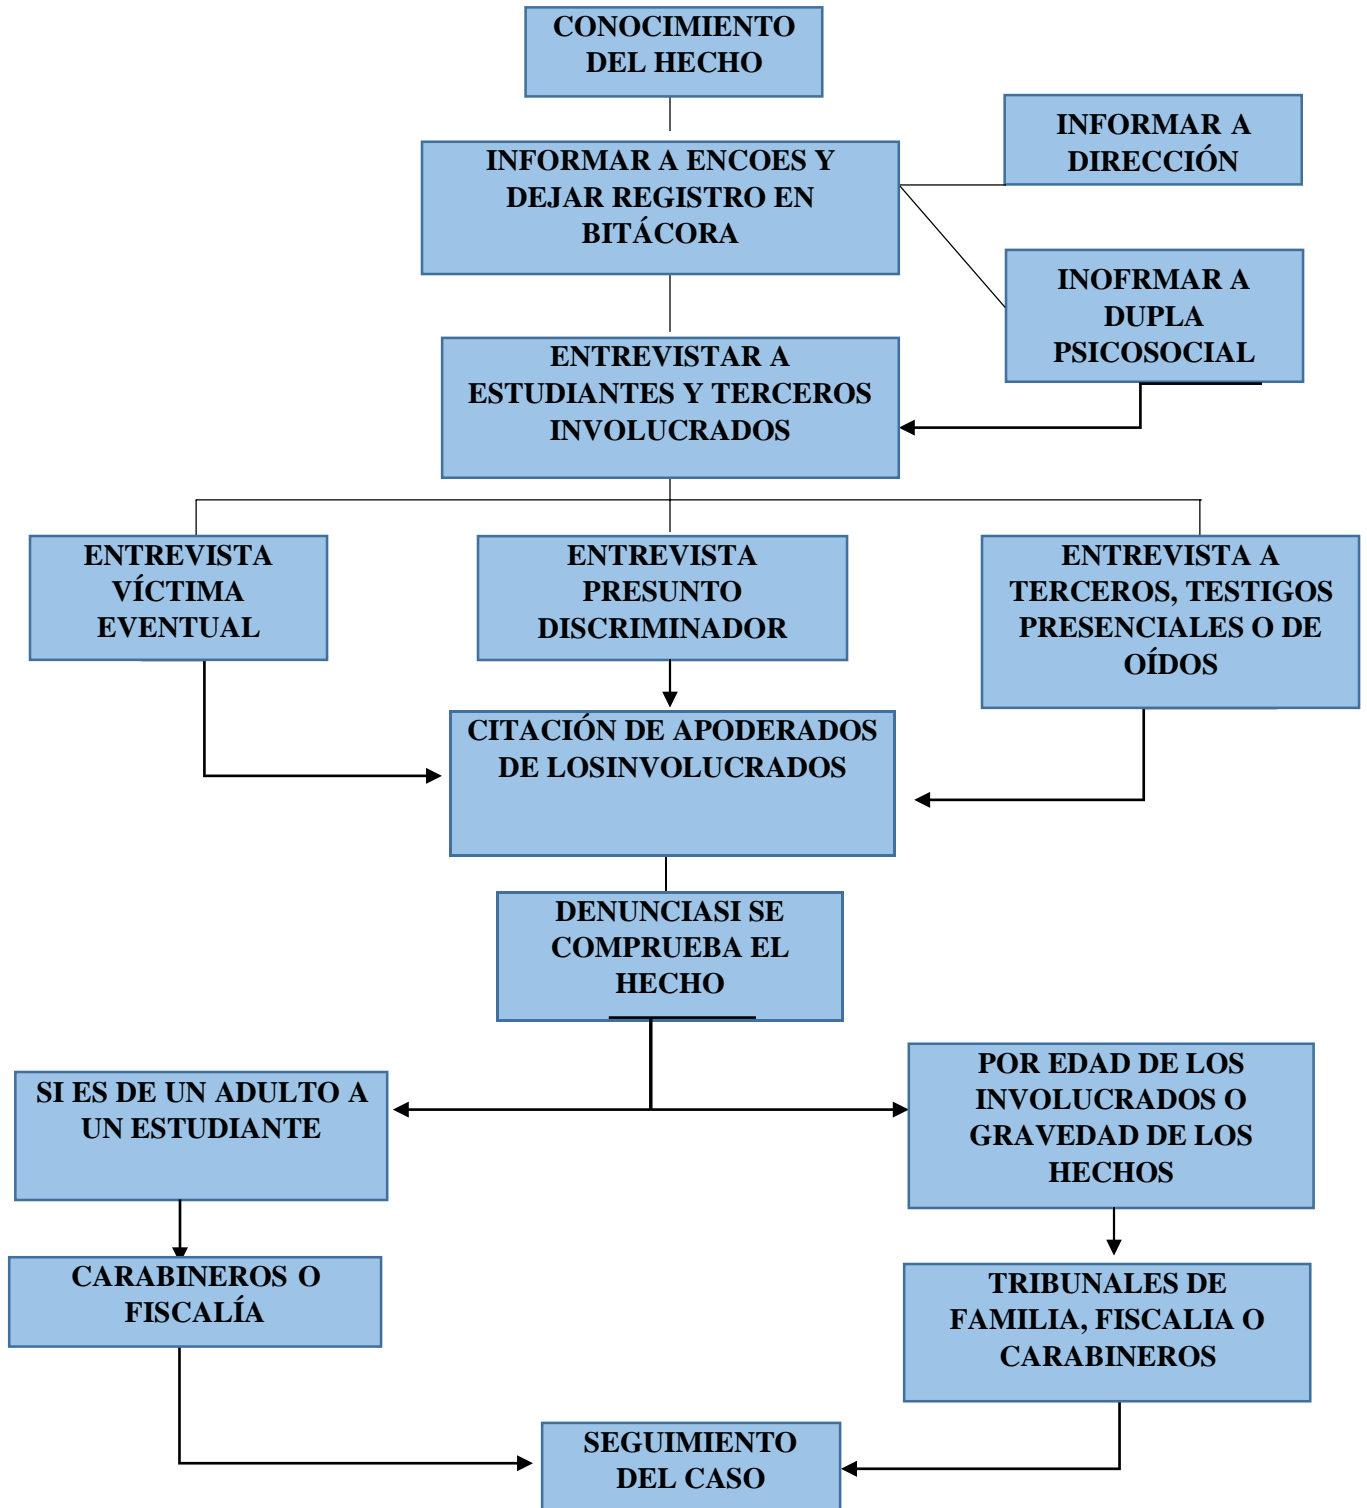 CONOCIMIENTO
DEL HECHO
INFORMAR A
DIRECCIÓN
INFORMAR A ENCOES Y
DEJAR REGISTRO EN
BITÁCORA
INOFRMAR A
DUPLA
PSICOSOCIAL
ENTREVISTAR A
ESTUDIANTES Y TERCEROS
INVOLUCRADOS
ENTREVISTA
VÍCTIMA
EVENTUAL
ENTREVISTA
PRESUNTO
DISCRIMINADOR
ENTREVISTA A
TERCEROS, TESTIGOS
PRESENCIALES O DE
OÍDOS
CITACIÓN DE APODERADOS
DE LOSINVOLUCRADOS
DENUNCIASI SE
COMPRUEBA EL
HECHO
SI ES DE UN ADULTO A
UN ESTUDIANTE
POR EDAD DE LOS
INVOLUCRADOS O
GRAVEDAD DE LOS
HECHOS
CARABINEROS O
FISCALÍA
TRIBUNALES DE
FAMILIA, FISCALIA O
CARABINEROS
SEGUIMIENTO
DEL CASO